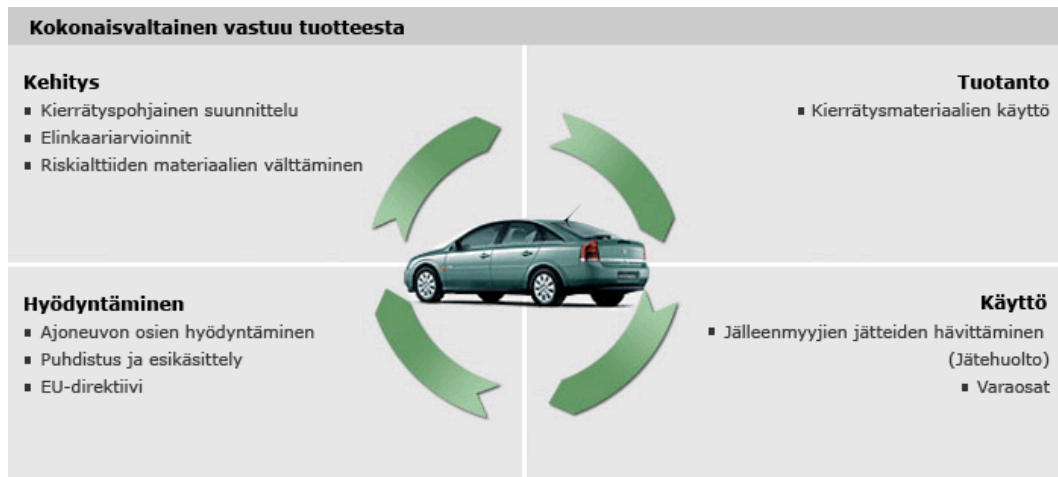 Kokonaisvaltainen vastuu tuotteesta
Kehitys
▪ Kierrätyspohjainen suunnittelu
▪ Elinkaariarvioinnit
▪ Riskialttiiden materiaalien välttäminen
Tuotanto
▪ Kierrätysmateriaalien käyttö
Hyödyntäminen
▪ Ajoneuvon osien hyödyntäminen
▪ Puhdistus ja esikäsittely
▪ EU-direktiivi
Käyttö
▪ Jälleenmyyjien jätteiden hävittäminen
(Jätehuolto)
▪ Varaosat